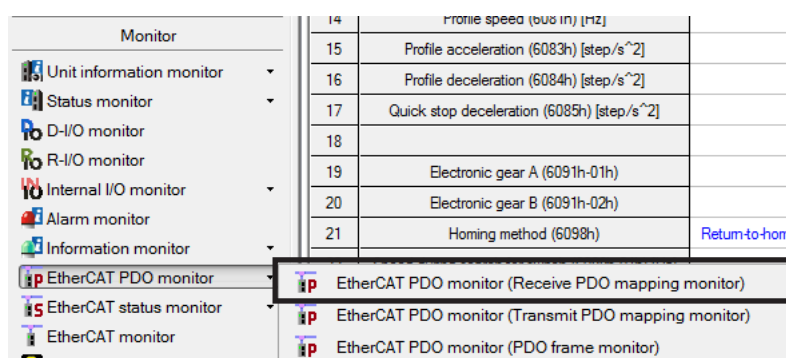 Monitor
Unit information monitor
Status monitor
D-I/O monitor
R-I/O monitor
Internal I/O monitor
Alarm monitor
Information monitor
EtherCAT PDO monitor
EtherCAT status monitor
EtherCAT monitor
14 Profile speed (6081h) [Hz]
15 Profile acceleration (6083h) [step/s^2]
16 Profile deceleration (6084h) [step/s^2]
17 Quick stop deceleration (6085h) [step/s^2]
18
19 Electronic gear A (6091h-01h)
20 Electronic gear B (6091h-02h)
21 Homing method (6098h) Return-to-hom
EtherCAT PDO monitor (Receive PDO mapping monitor)
EtherCAT PDO monitor (Transmit PDO mapping monitor)
EtherCAT PDO monitor (PDO frame monitor)